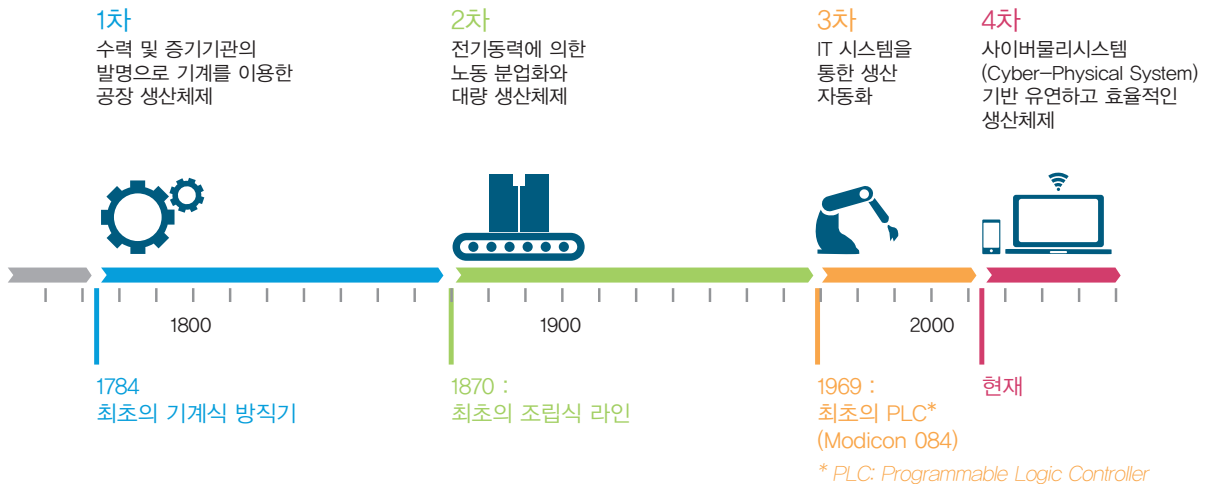 1차
수력 및 증기기관의
발명으로 기계를 이용한
공장 생산체제
2차
전기동력에 의한
노동 분업화와
대량 생산체제
3차
IT 시스템을
통한 생산
자동화
4차
사이버물리시스템
(Cyber-Physical System)
기반 유연하고 효율적인
생산체제
1800
1900
2000
1784
최초의 기계식 방직기
1870 :
최초의 조립식 라인
1969 :
최초의 PLC*
(Modicon 084)
* PLC: Programmable Logic Controller
현재